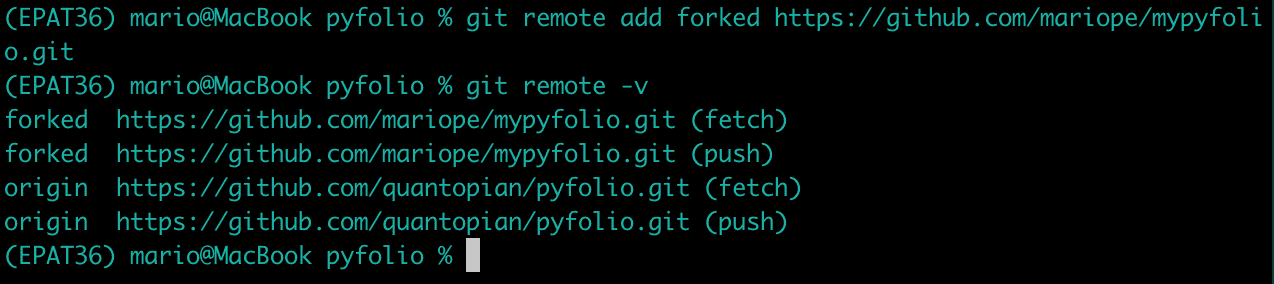 (EPAT36) mario@MacBook pyfolio % git remote add forked https://github.com/mariope/mypyfoli
o.git
(EPAT36) mario@MacBook pyfolio % git remote -v
forked  https://github.com/mariope/mypyfolio.git (fetch)
forked  https://github.com/mariope/mypyfolio.git (push)
origin  https://github.com/quantopian/pyfolio.git (fetch)
origin  https://github.com/quantopian/pyfolio.git (push)
(EPAT36) mario@MacBook pyfolio %